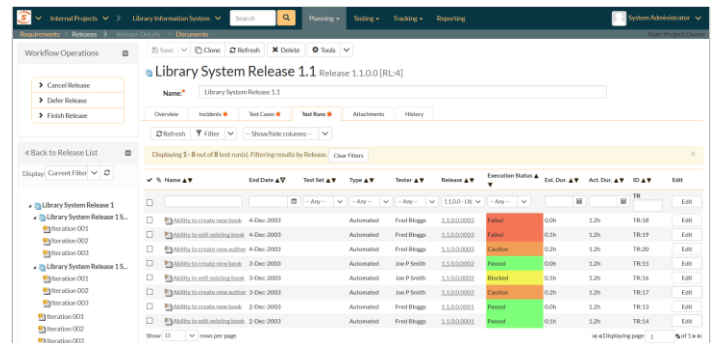 Internal Projects Library Information System Search Planning Testing Tracking Reporting System Administrator
Requirements / Releases Release Details / Documents Role: Project Owner
Workflow Operations
Save Clone Refresh Delete Tools
Library System Release 1.1 Release 1.1.0.0 [RL:4]
Cancel Release
Defer Release
Finish Release
Name:* Library System Release 1.1
Overview Incidents Test Cases Test Runs Attachments History
Refresh Filter -- Show/hide columns --
« Back to Release List
Displaying 1 - 8 out of 8 test run(s). Filtering results by Release. Clear Filters
Display: Current Filter
Name End Date Test Set Type Tester Release Execution Status Est. Dur. Act. Dur. ID Edit
-- Any -- -- Any -- -- Any -- 1.1.0.0 - Lib -- Any -- TR Edit
Ability to create new book 4-Dec-2003 Automated Fred Bloggs 1.1.0.0.0003 Failed 0.0h 1.2h TR:18 Edit
Ability to edit existing book 4-Dec-2003 Automated Fred Bloggs 1.1.0.0.0003 Failed 0.1h 1.2h TR:19 Edit
Ability to create new author 4-Dec-2003 Automated Fred Bloggs 1.1.0.0.0003 Caution 0.2h 1.2h TR:20 Edit
Ability to create new book 3-Dec-2003 Automated Joe P Smith 1.1.0.0.0002 Passed 0.0h 1.2h TR:15 Edit
Ability to edit existing book 3-Dec-2003 Automated Joe P Smith 1.1.0.0.0002 Blocked 0.1h 1.2h TR:16 Edit
Ability to create new author 3-Dec-2003 Automated Joe P Smith 1.1.0.0.0002 Caution 0.2h 1.2h TR:17 Edit
Ability to create new book 2-Dec-2003 Automated Fred Bloggs 1.1.0.0.0001 Passed 0.0h 1.2h TR:13 Edit
Ability to edit existing book 2-Dec-2003 Automated Fred Bloggs 1.1.0.0.0001 Passed 0.1h 1.2h TR:14 Edit
Show 15 rows per page Displaying page 1 of 1
Library System Release 1
Library System Release 1 S...
Iteration 001
Iteration 002
Iteration 003
Library System Release 1 S...
Iteration 001
Iteration 002
Iteration 003
Iteration 001
Iteration 002
Iteration 003